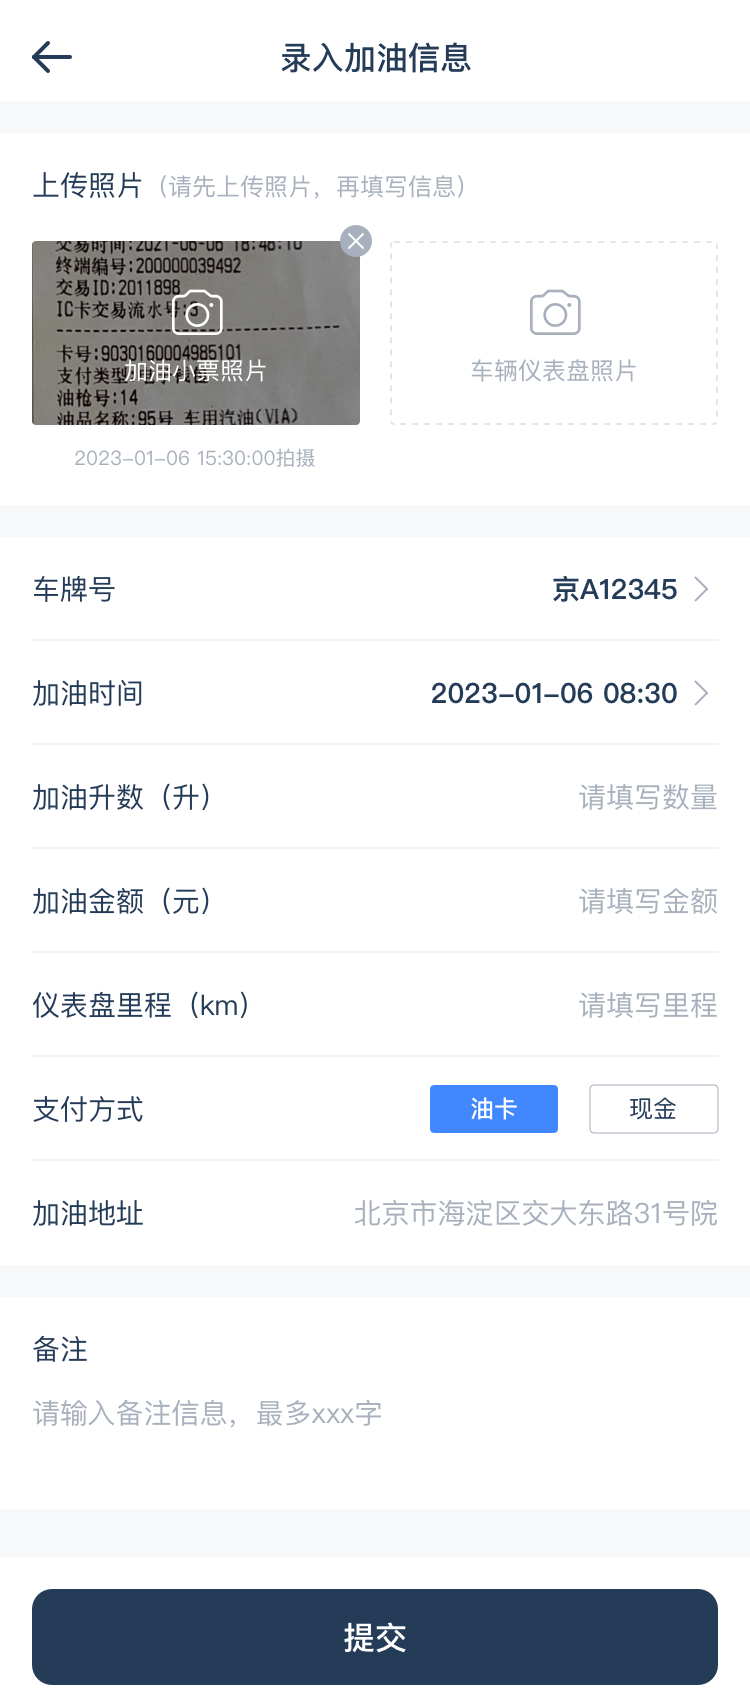 录入加油信息
上传照片（请先上传照片，再填写信息）
交易时间:2021-06-06 18:48:10
终端编号:200000039492
交易ID:2011898
IC卡交易流水号:3
卡号:9030160004985101
加油小票照片
支付类型
油枪号:14
油品名称:95号 车用汽油(VIA)
车辆仪表盘照片
2023-01-06 15:30:00拍摄
车牌号 京A12345
加油时间 2023-01-06 08:30
加油升数（升） 请填写数量
加油金额（元） 请填写金额
仪表盘里程（km） 请填写里程
支付方式 油卡 现金
加油地址 北京市海淀区交大东路31号院
备注
请输入备注信息，最多xxx字
提交